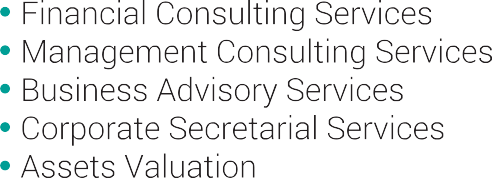 • Financial Consulting Services
• Management Consulting Services
• Business Advisory Services
• Corporate Secretarial Services
• Assets Valuation